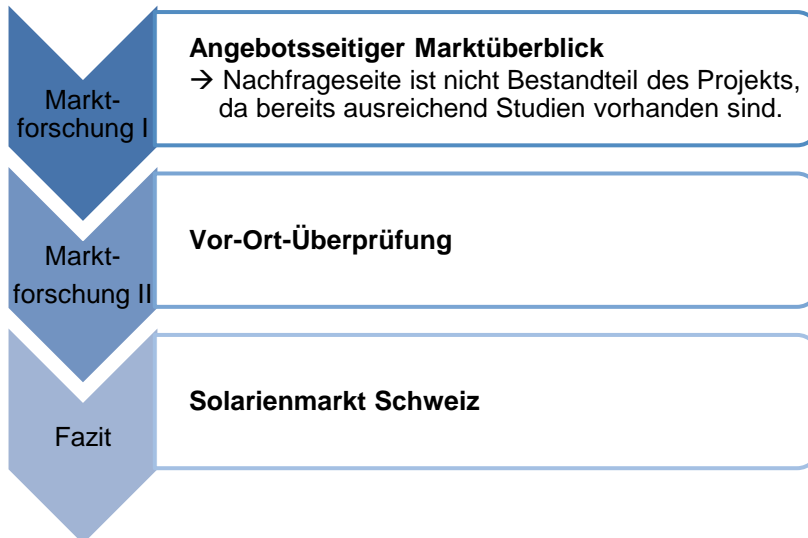 Markt-
forschung I
Angebotsseitiger Marktüberblick
→ Nachfrageseite ist nicht Bestandteil des Projekts,
da bereits ausreichend Studien vorhanden sind.
Markt-
forschung II
Vor-Ort-Überprüfung
Fazit
Solarienmarkt Schweiz